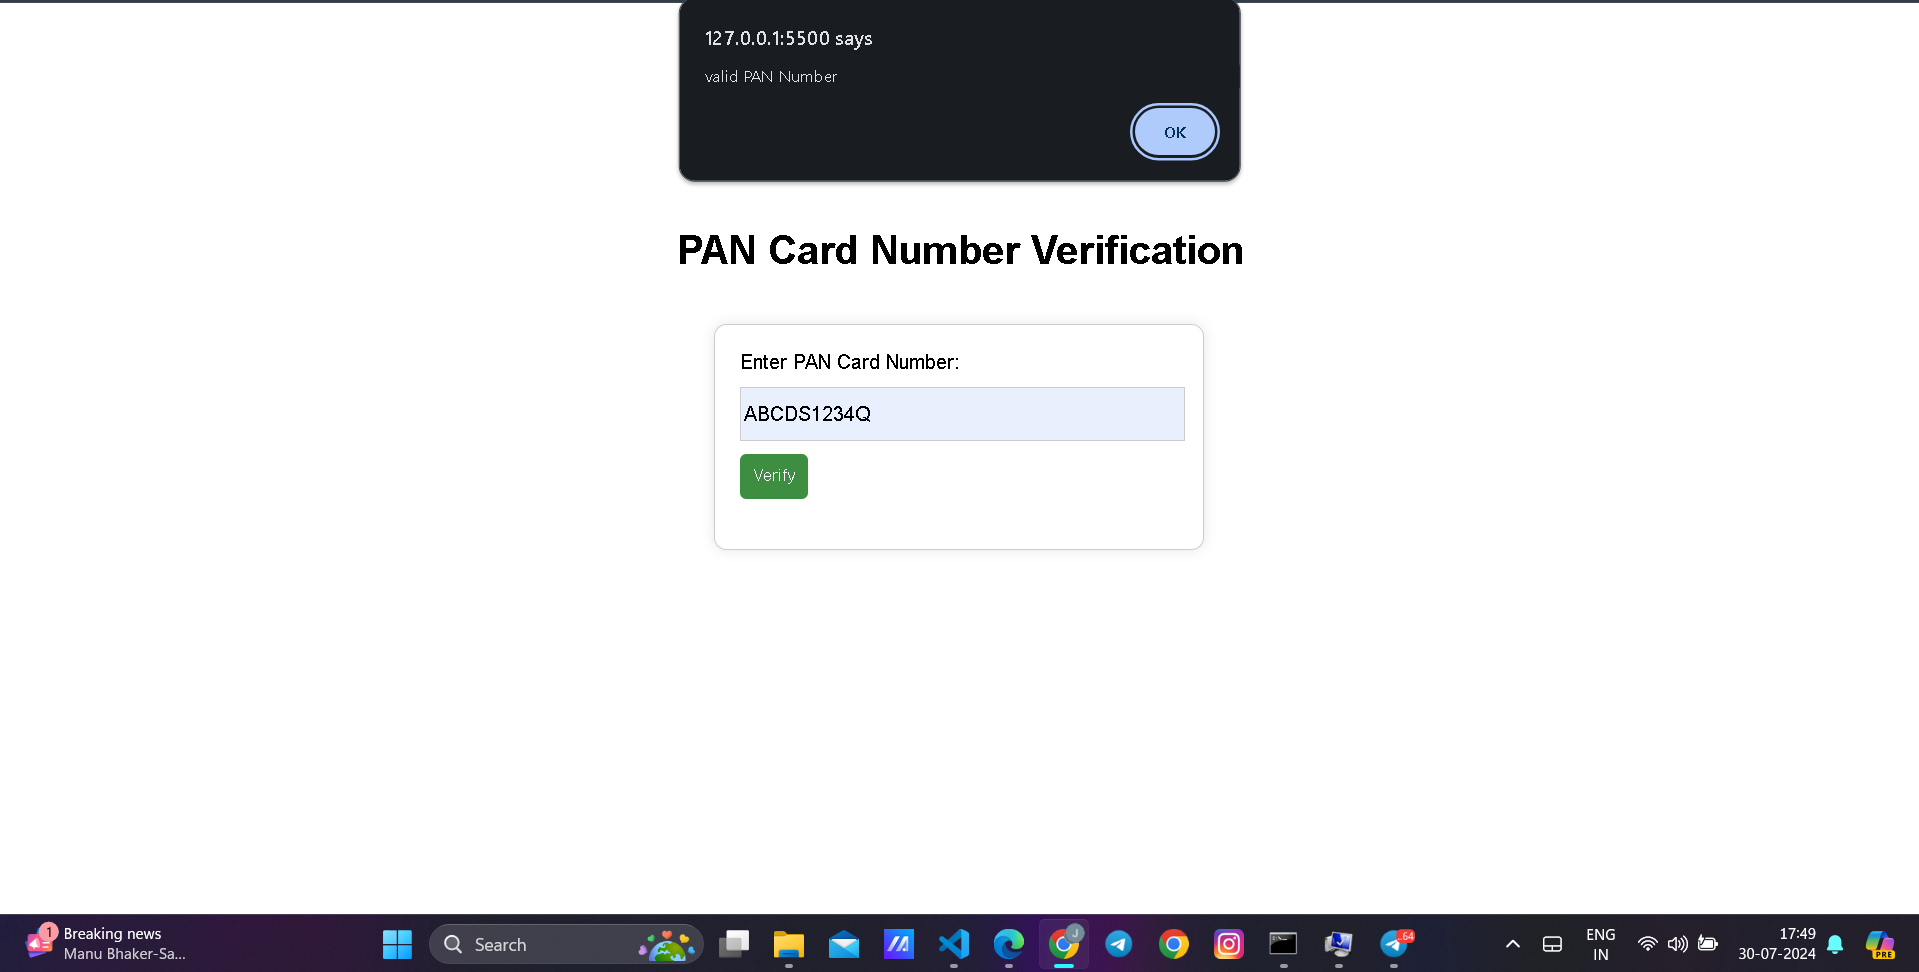 127.0.0.1:5500 says
valid PAN Number
OK
PAN Card Number Verification
Enter PAN Card Number:
ABCDS1234Q
Verify
1
Breaking news
Manu Bhaker-Sa...
Search
J
.64
ENG
IN
17:49
30-07-2024
PRE